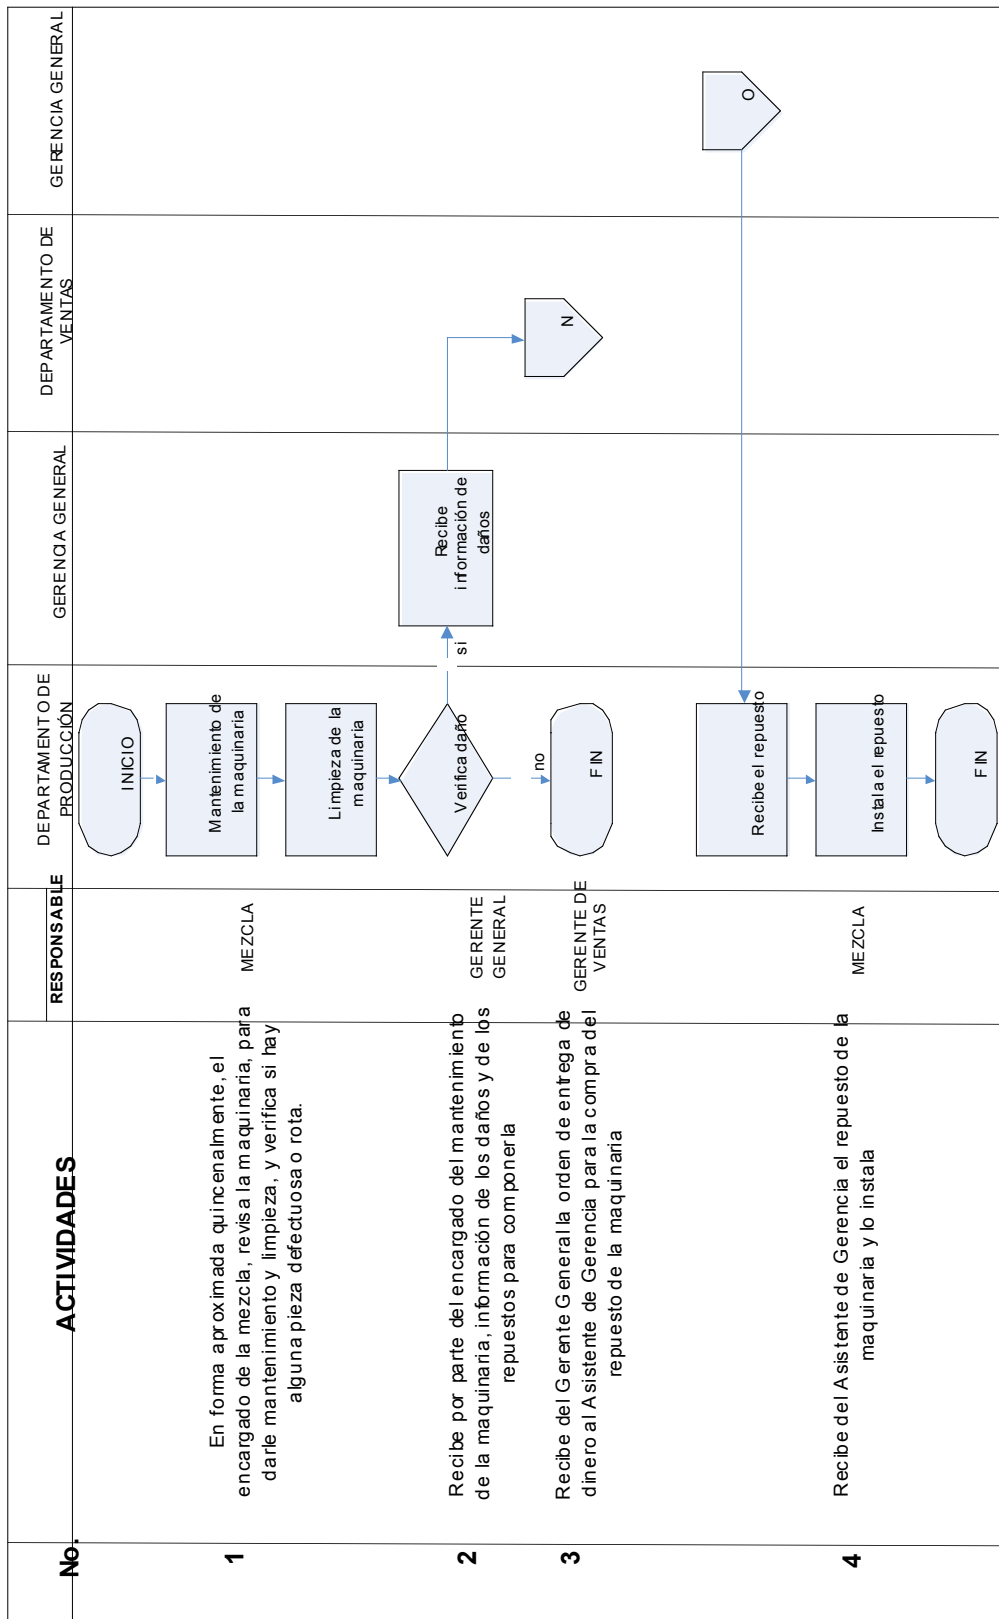 No.
ACTIVIDADES
RESPONSABLE
DEPARTAMENTO DE
PRODUCCIÓN
GERENCIA GENERAL
DEPARTAMENTO DE
VENTAS
GERENCIA GENERAL
1
En forma aproximada quincenalmente, el
encargado de la mezcla, revisa la maquinaria, para
darle mantenimiento y limpieza, y verifica si hay
alguna pieza defectuosa o rota.
MEZCLA
INICIO
Mantenimiento de
la maquinaria
Limpieza de la
maquinaria
2
Recibe por parte del encargado del mantenimiento
de la maquinaria, información de los daños y de los
repuestos para componerla
GERENTE
GENERAL
Verifica daño
si
Recibe
información de
daños
3
Recibe del Gerente General la orden de entrega de
dinero al Asistente de Gerencia para la compra del
repuesto de la maquinaria
GERENTE DE
VENTAS
no
FIN
N
4
Recibe del Asistente de Gerencia el repuesto de la
maquinaria y lo instala
MEZCLA
Recibe el repuesto
Instala el repuesto
FIN
O